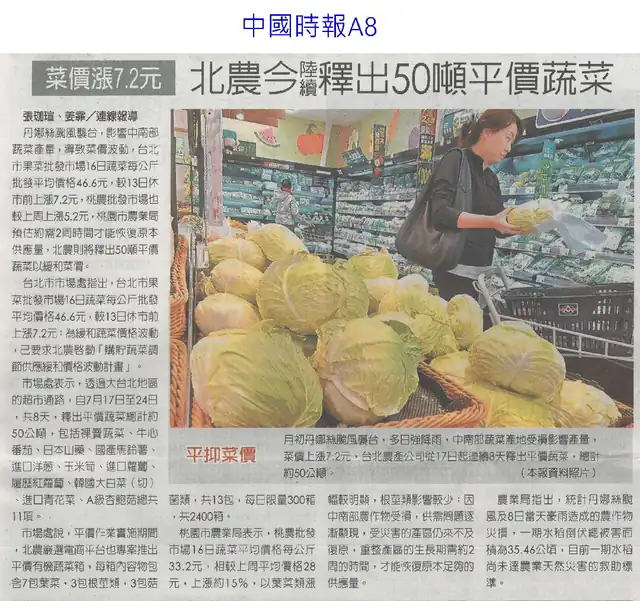 中國時報A8
菜價漲7.2元
北農今陸續釋出50噸平價蔬菜
張珈瑄、姜霏／連線報導
丹娜絲颱風襲台，影響中南部
蔬菜產量，導致菜價波動，台北
市果菜批發市場16日蔬菜每公斤
批發平均價格46.6元，較13日休
市前上漲7.2元，桃農批發市場也
較上周上漲5.2元，桃園市農業局
預估約需2周時間才能恢復原本
供應量，北農則將釋出50噸平價
蔬菜以緩和菜價。
台北市市場處指出，台北市果
菜批發市場16日蔬菜每公斤批發
平均價格46.6元，較13日休市前
上漲7.2元；為緩和蔬菜價格波動
，已要求北農啟動「購貯蔬菜調
節供應緩和價格波動計畫」。
市場處表示，透過大台北地區
的超市通路，自7月17日至24日
，共8天，釋出平價蔬菜總計約
50公噸，包括裸賣蔬菜、牛心
番茄、日本山藥、國產馬鈴薯、
進口洋蔥、玉米筍、進口蘿蔔、
履歷紅蘿蔔、韓國大白菜（切）
、進口青花菜、A級杏鮑菇總共
11項。
市場處說，平價作業實施期間
，北農嚴選電商平台也專案推出
平價有機蔬菜箱，每箱內容物包
含7包葉菜、3包根莖類，3包菇
平抑菜價
月初丹娜絲颱風襲台，多日強降雨，中南部蔬菜產地受損影響產量，
菜價上漲7.2元，台北農產公司從17日起連續8天釋出平價蔬菜，總計
約50公噸。（本報資料照片）
菌類，共13包，每日限量300箱
，共2400箱。
桃園市農業局表示，桃農批發
市場16日蔬菜平均價格每公斤
33.2元，相較上周平均價格28
元，上漲約15%，以葉菜類漲
幅較明顯，根莖類影響較少；因
中南部農作物受損，供需問題逐
漸顯現，受災害的產區仍來不及
復原，重整產區的生長期需約2
周的時間，才能恢復原本足夠的
供應量。
農業局指出，統計丹娜絲颱
風及8日當天豪雨造成的農作物
災損，一期水稻倒伏總被害面
積為35.46公頃，目前一期水稻
尚未達農業天然災害的救助標
準。